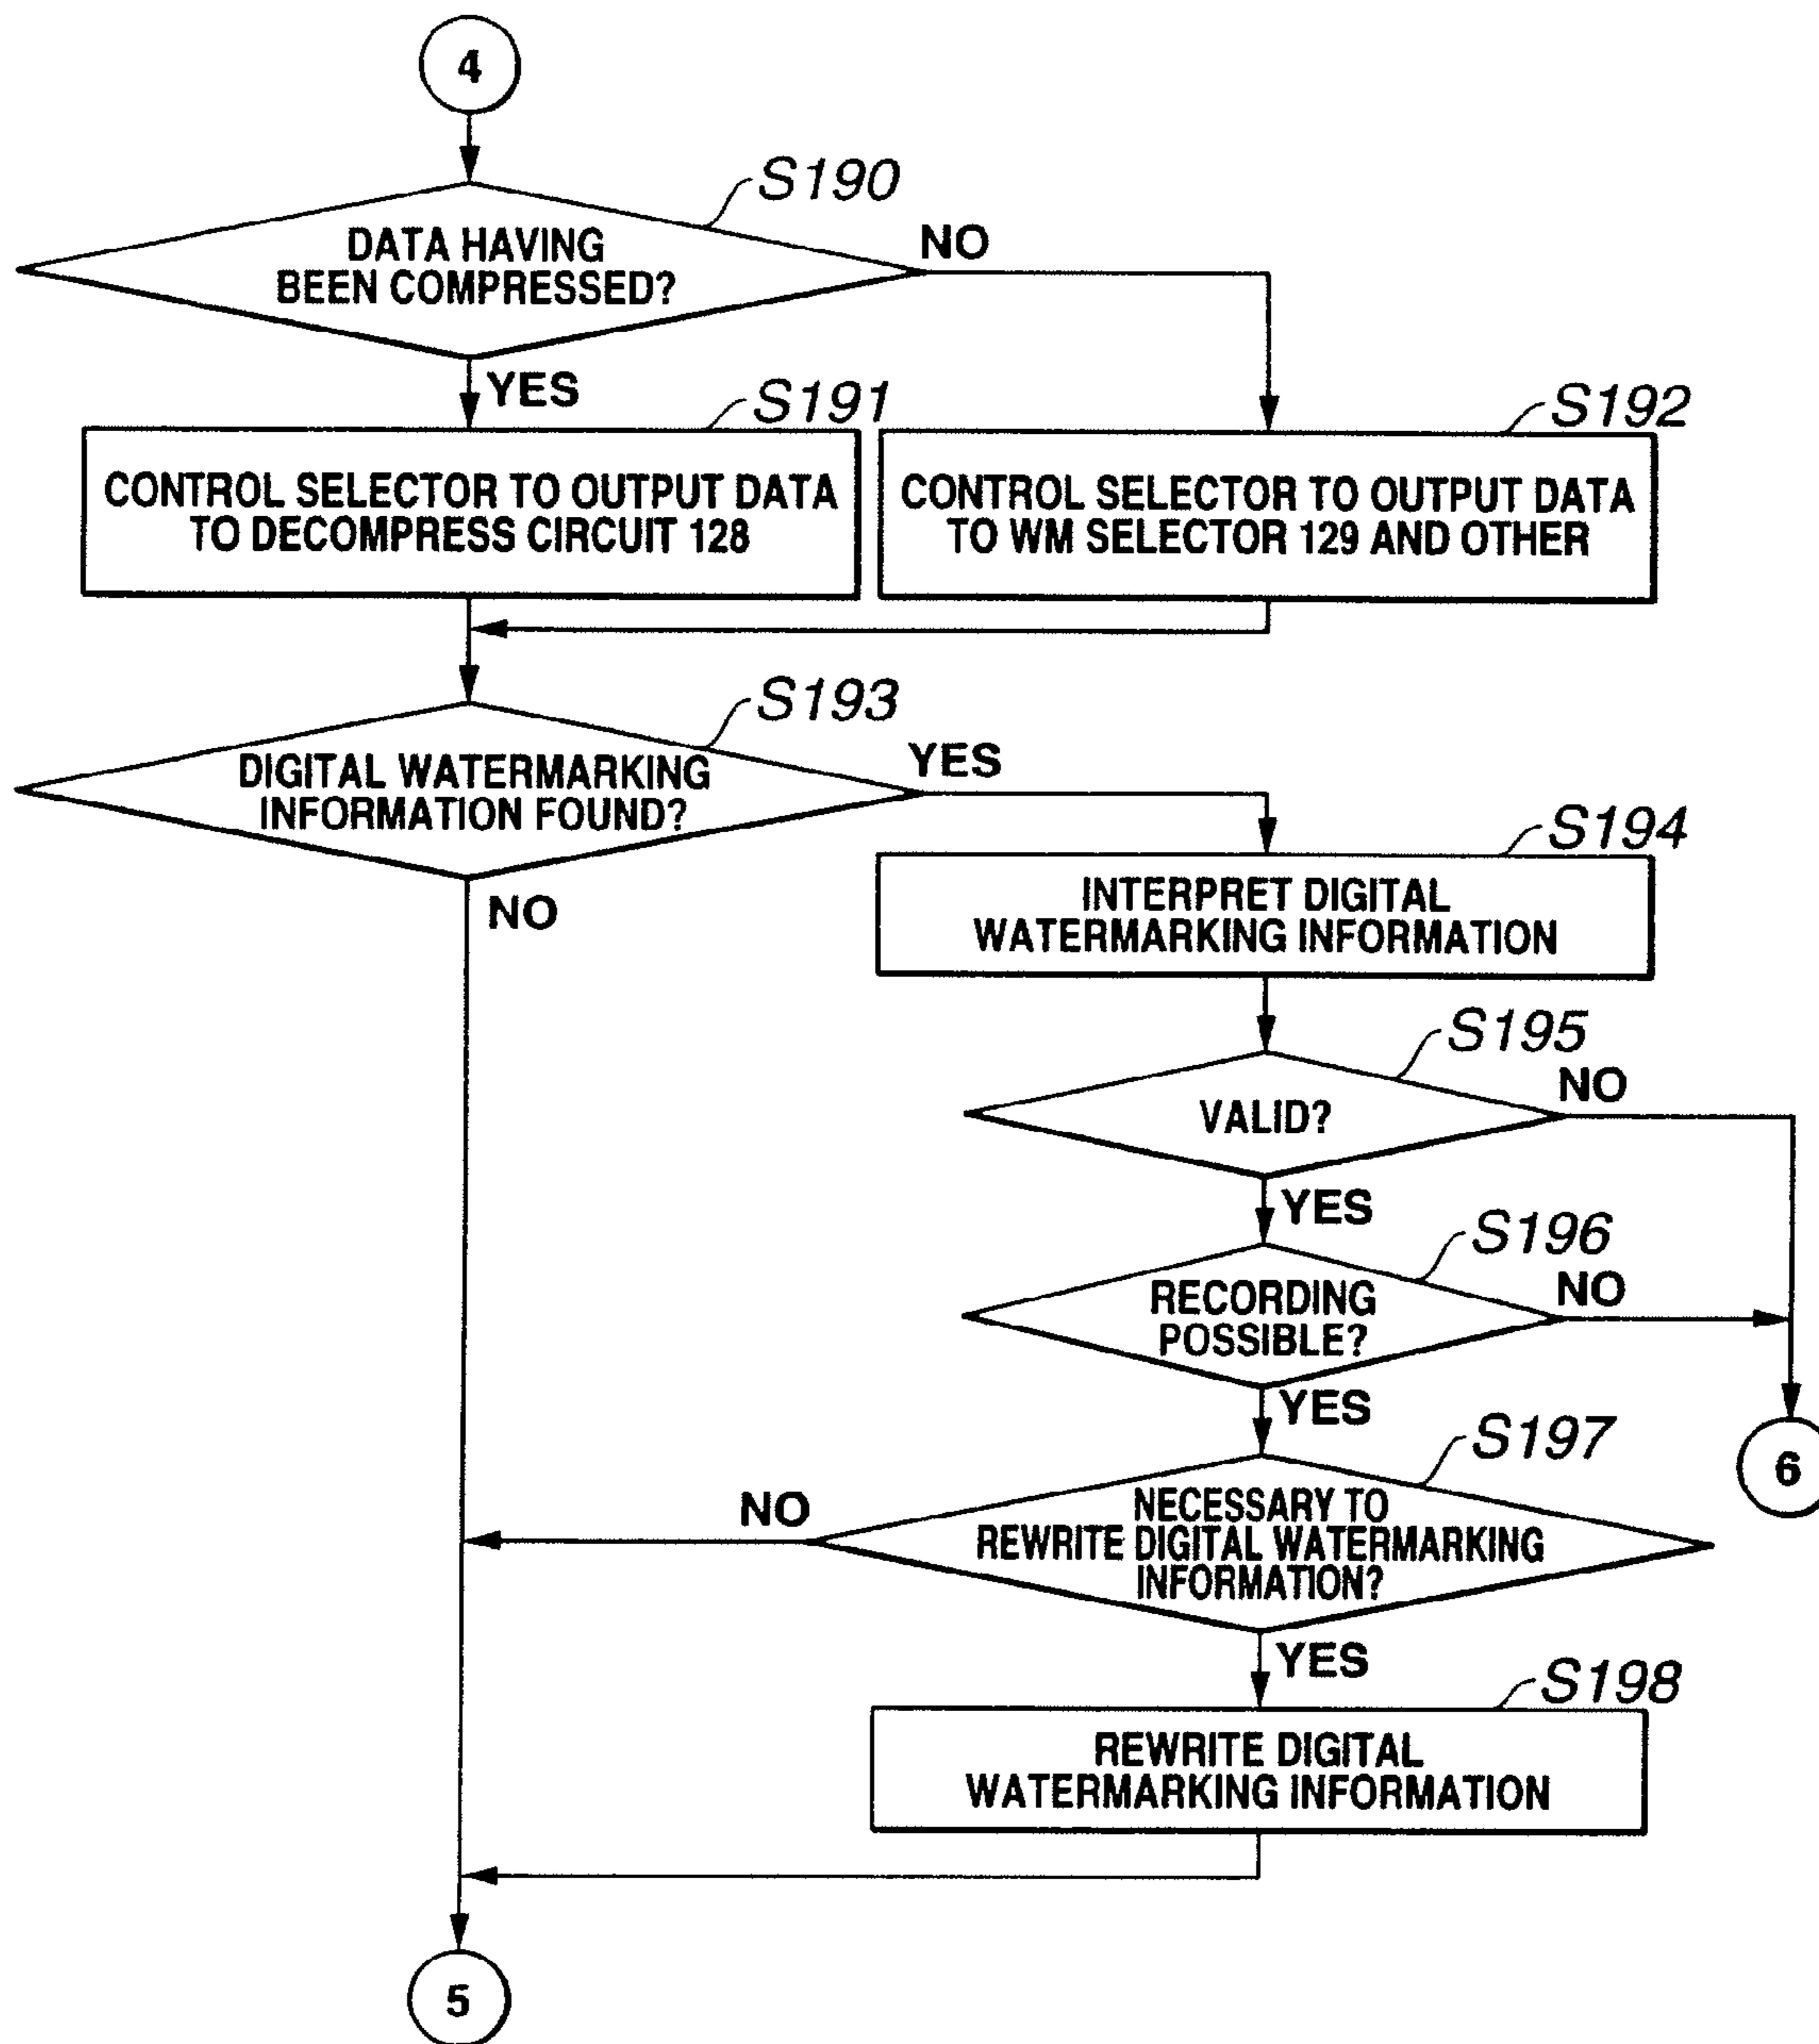 4
S190
DATA HAVING
BEEN COMPRESSED?
NO
YES
S191
CONTROL SELECTOR TO OUTPUT DATA
TO DECOMPRESS CIRCUIT 128
S192
CONTROL SELECTOR TO OUTPUT DATA
TO WM SELECTOR 129 AND OTHER
S193
DIGITAL WATERMARKING
INFORMATION FOUND?
YES
NO
S194
INTERPRET DIGITAL
WATERMARKING INFORMATION
S195
VALID?
NO
YES
S196
RECORDING
POSSIBLE?
NO
YES
6
S197
NECESSARY TO
REWRITE DIGITAL WATERMARKING
INFORMATION?
NO
YES
S198
REWRITE DIGITAL
WATERMARKING INFORMATION
5